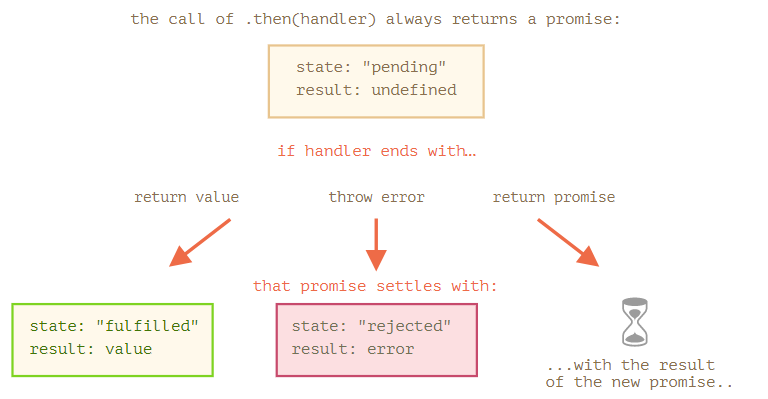 the call of .then(handler) always returns a promise:
state: "pending"
result: undefined
if handler ends with…
return value
throw error
return promise
that promise settles with:
state: "fulfilled"
result: value
state: "rejected"
result: error
...with the result
of the new promise..